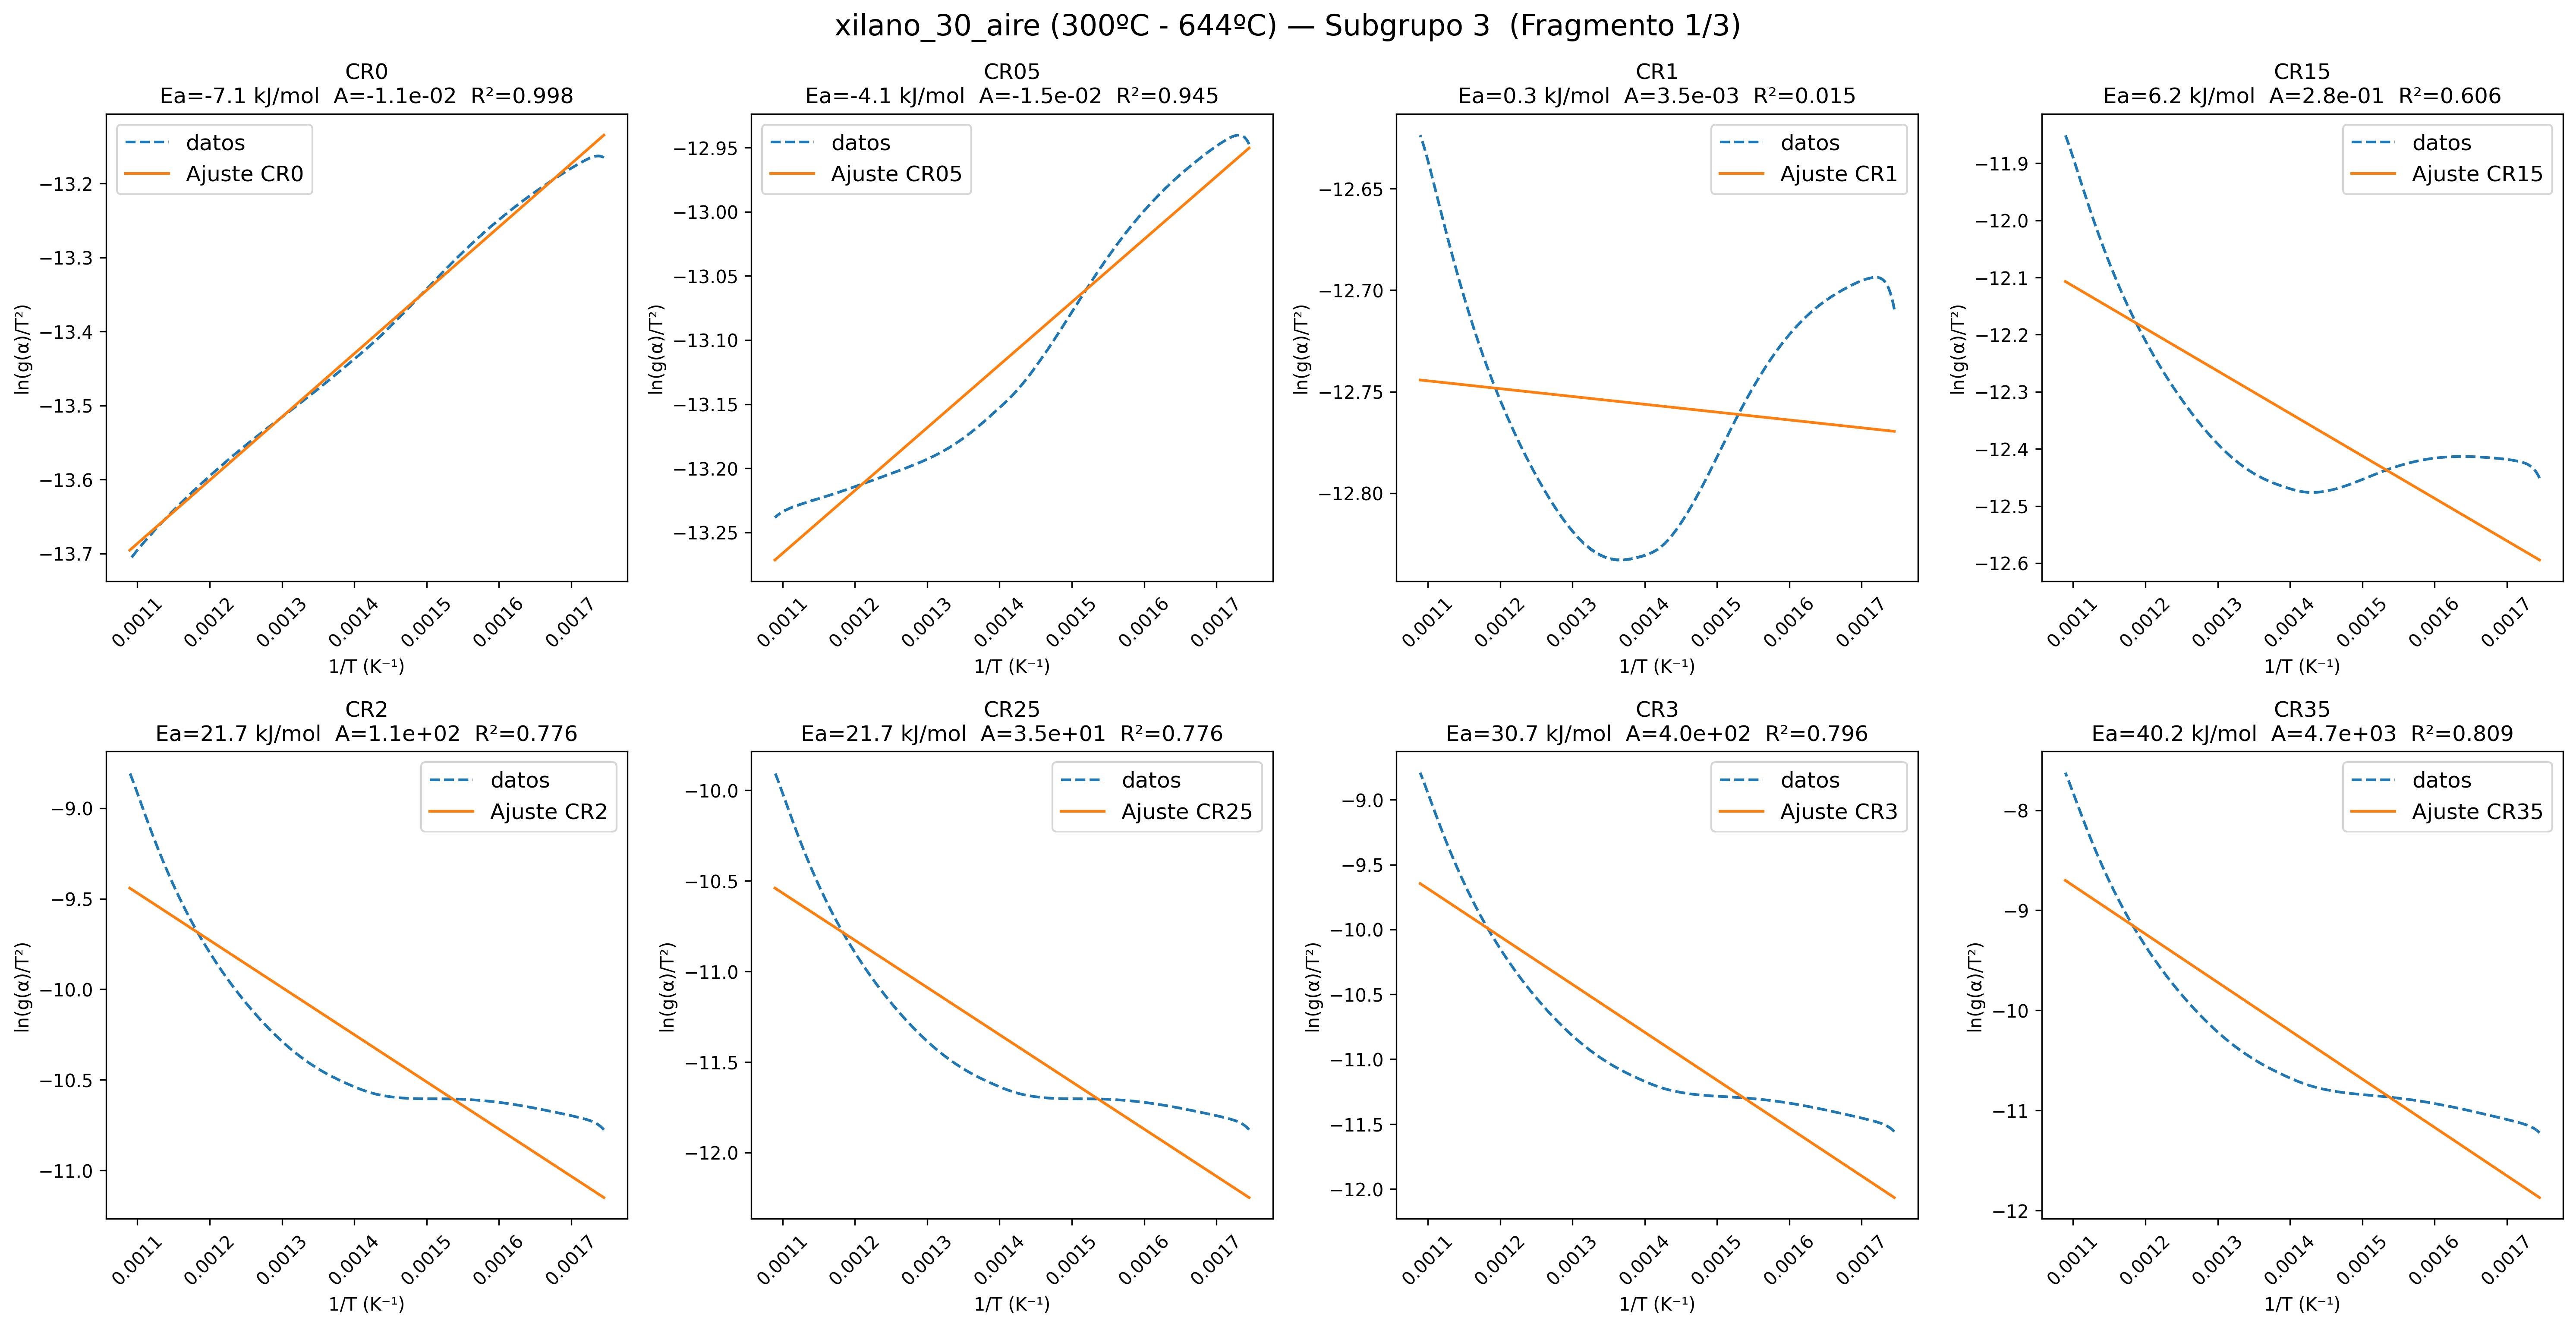 xilano_30_aire (300ºC - 644ºC) — Subgrupo 3  (Fragmento 1/3)
CR0
Ea=-7.1 kJ/mol  A=-1.1e-02  R²=0.998
datos
Ajuste CR0
ln(g(α)/T²)
−13.2
−13.3
−13.4
−13.5
−13.6
−13.7
0.0011
0.0012
0.0013
0.0014
0.0015
0.0016
0.0017
1/T (K⁻¹)
CR05
Ea=-4.1 kJ/mol  A=-1.5e-02  R²=0.945
datos
Ajuste CR05
ln(g(α)/T²)
−12.95
−13.00
−13.05
−13.10
−13.15
−13.20
−13.25
0.0011
0.0012
0.0013
0.0014
0.0015
0.0016
0.0017
1/T (K⁻¹)
CR1
Ea=0.3 kJ/mol  A=3.5e-03  R²=0.015
datos
Ajuste CR1
ln(g(α)/T²)
−12.65
−12.70
−12.75
−12.80
0.0011
0.0012
0.0013
0.0014
0.0015
0.0016
0.0017
1/T (K⁻¹)
CR15
Ea=6.2 kJ/mol  A=2.8e-01  R²=0.606
datos
Ajuste CR15
ln(g(α)/T²)
−11.9
−12.0
−12.1
−12.2
−12.3
−12.4
−12.5
−12.6
0.0011
0.0012
0.0013
0.0014
0.0015
0.0016
0.0017
1/T (K⁻¹)
CR2
Ea=21.7 kJ/mol  A=1.1e+02  R²=0.776
datos
Ajuste CR2
ln(g(α)/T²)
−9.0
−9.5
−10.0
−10.5
−11.0
0.0011
0.0012
0.0013
0.0014
0.0015
0.0016
0.0017
1/T (K⁻¹)
CR25
Ea=21.7 kJ/mol  A=3.5e+01  R²=0.776
datos
Ajuste CR25
ln(g(α)/T²)
−10.0
−10.5
−11.0
−11.5
−12.0
0.0011
0.0012
0.0013
0.0014
0.0015
0.0016
0.0017
1/T (K⁻¹)
CR3
Ea=30.7 kJ/mol  A=4.0e+02  R²=0.796
datos
Ajuste CR3
ln(g(α)/T²)
−9.0
−9.5
−10.0
−10.5
−11.0
−11.5
−12.0
0.0011
0.0012
0.0013
0.0014
0.0015
0.0016
0.0017
1/T (K⁻¹)
CR35
Ea=40.2 kJ/mol  A=4.7e+03  R²=0.809
datos
Ajuste CR35
ln(g(α)/T²)
−8
−9
−10
−11
−12
0.0011
0.0012
0.0013
0.0014
0.0015
0.0016
0.0017
1/T (K⁻¹)